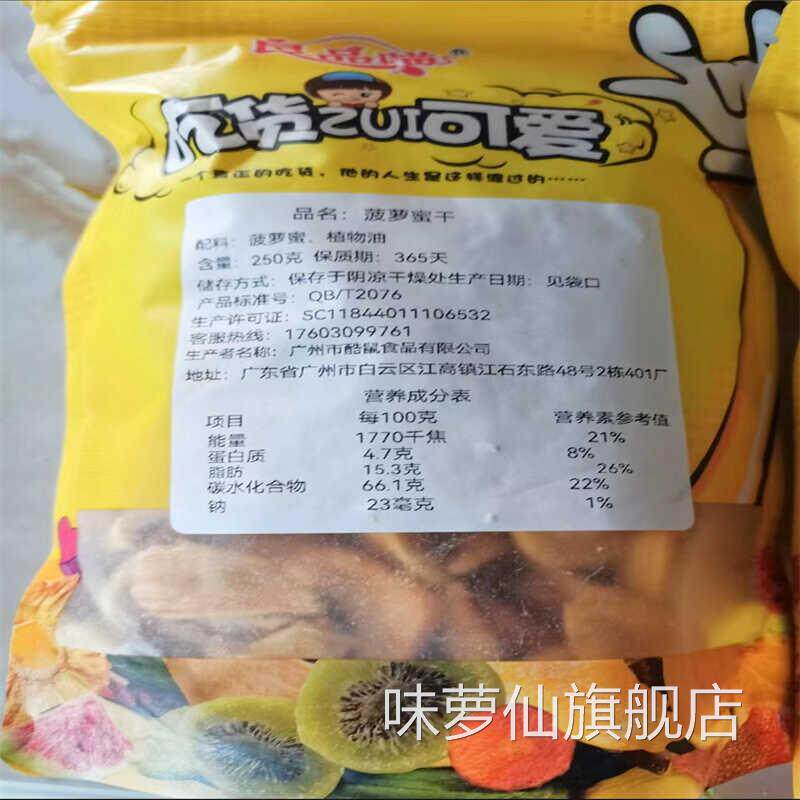 吃货ZUI可爱
一个真正的吃货，他的人生是这样度过的……
品名：菠萝蜜干
配料：菠萝蜜、植物油
含量：250克 保质期：365天
储存方式：保存于阴凉干燥处生产日期：见袋口
产品标准号：QB/T2076
生产许可证：SC11844011106532
客服热线：17603099761
生产者名称：广州市酷鼠食品有限公司
地址：广东省广州市白云区江高镇江石东路48号2栋401厂
营养成分表
项目 每100克 营养素参考值
能量 1770千焦 21%
蛋白质 4.7克 8%
脂肪 15.3克 26%
碳水化合物 66.1克 22%
钠 23毫克 1%
味萝仙旗舰店